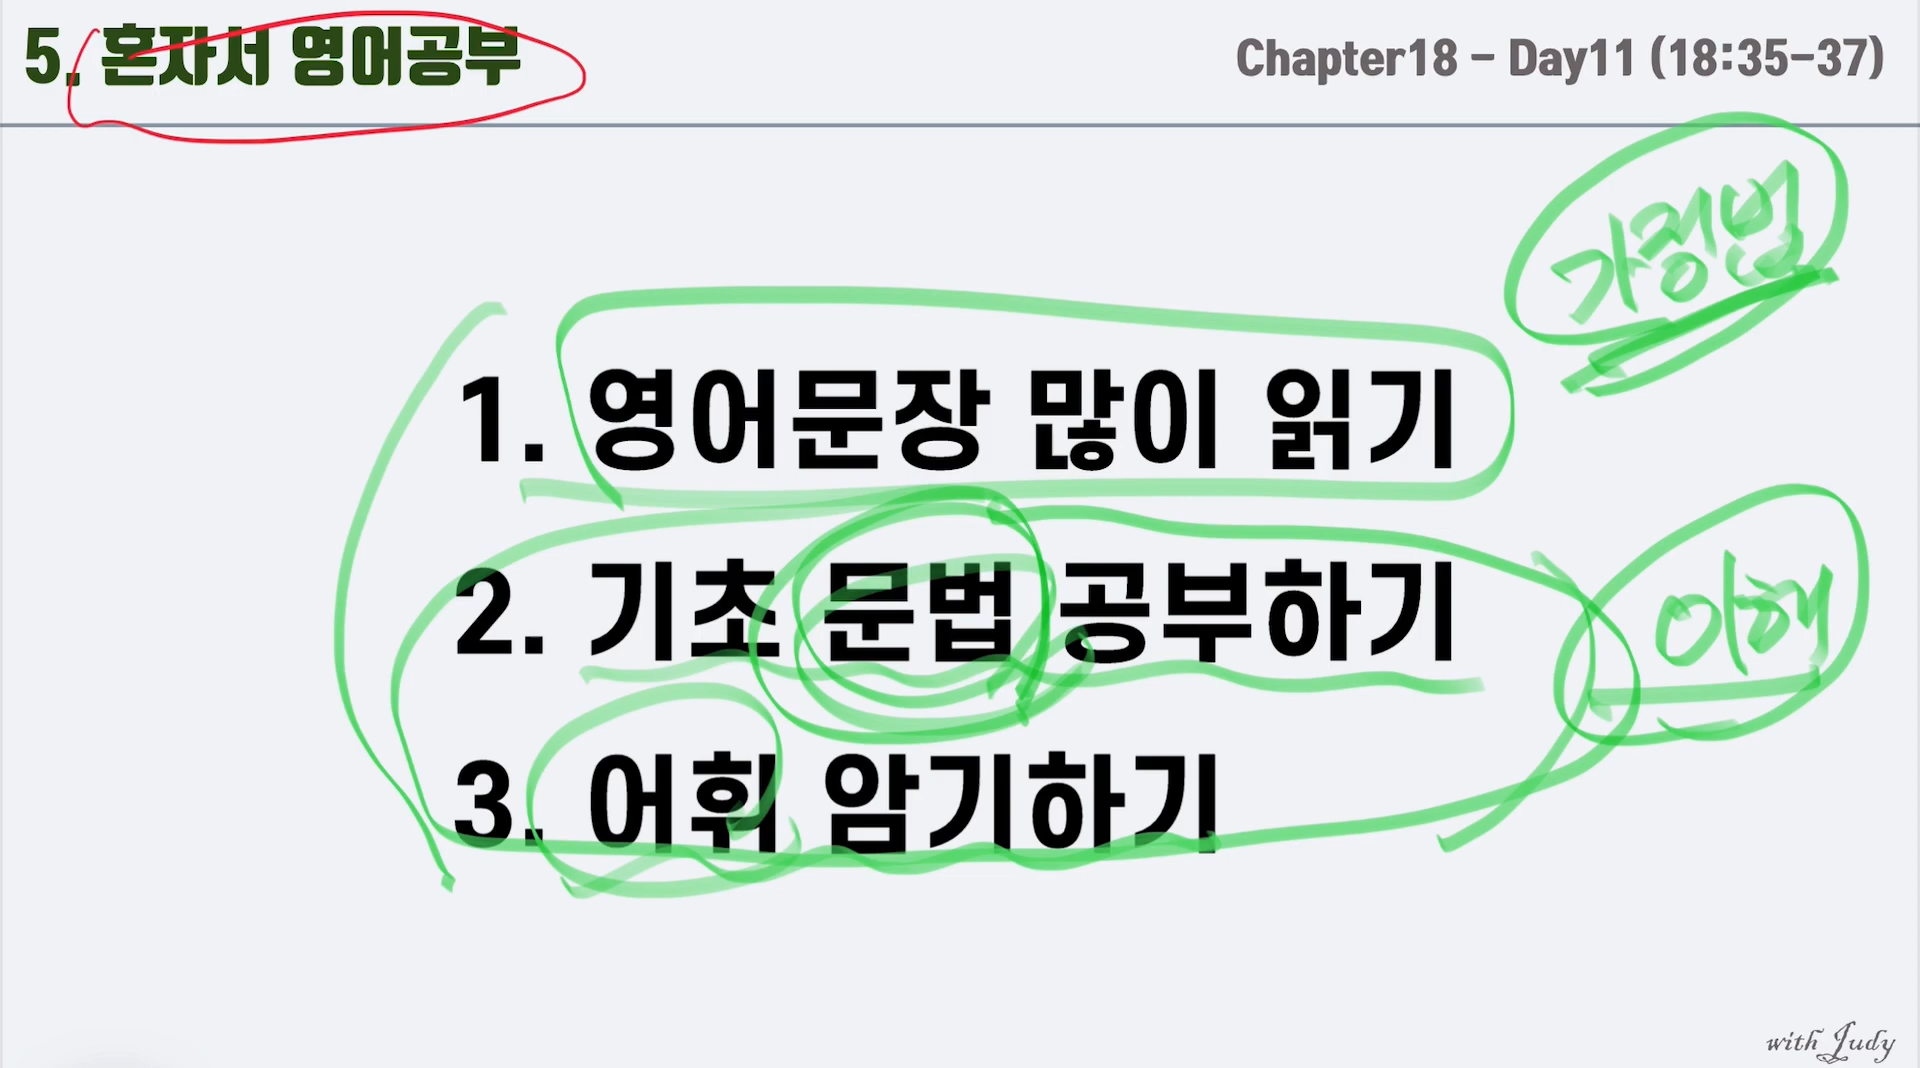 5. 혼자서 영어공부
Chapter18 - Day11 (18:35-37)
가정법
1. 영어문장 많이 읽기
2. 기초 문법 공부하기
이해
3. 어휘 암기하기
with Judy